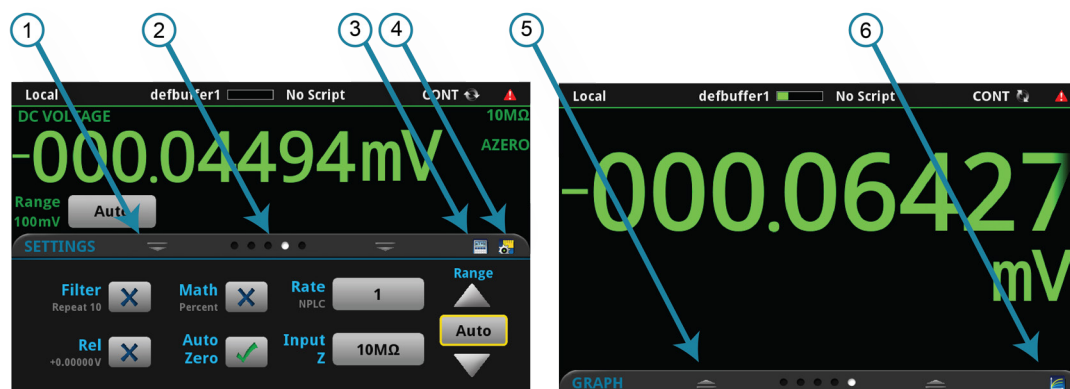 1 2 3 4 5 6
Local defbuffer1 No Script CONT
DC VOLTAGE 10MΩ
-000.04494mV AZERO
Range
100mV Auto
SETTINGS
Filter
Repeat 10
Math
Percent
Rate
NPLC
1
Range
Auto
Rel
+0.00000V
Auto
Zero
Input
Z
10MΩ
Local defbuffer1 No Script CONT
-000.06427
mV
GRAPH